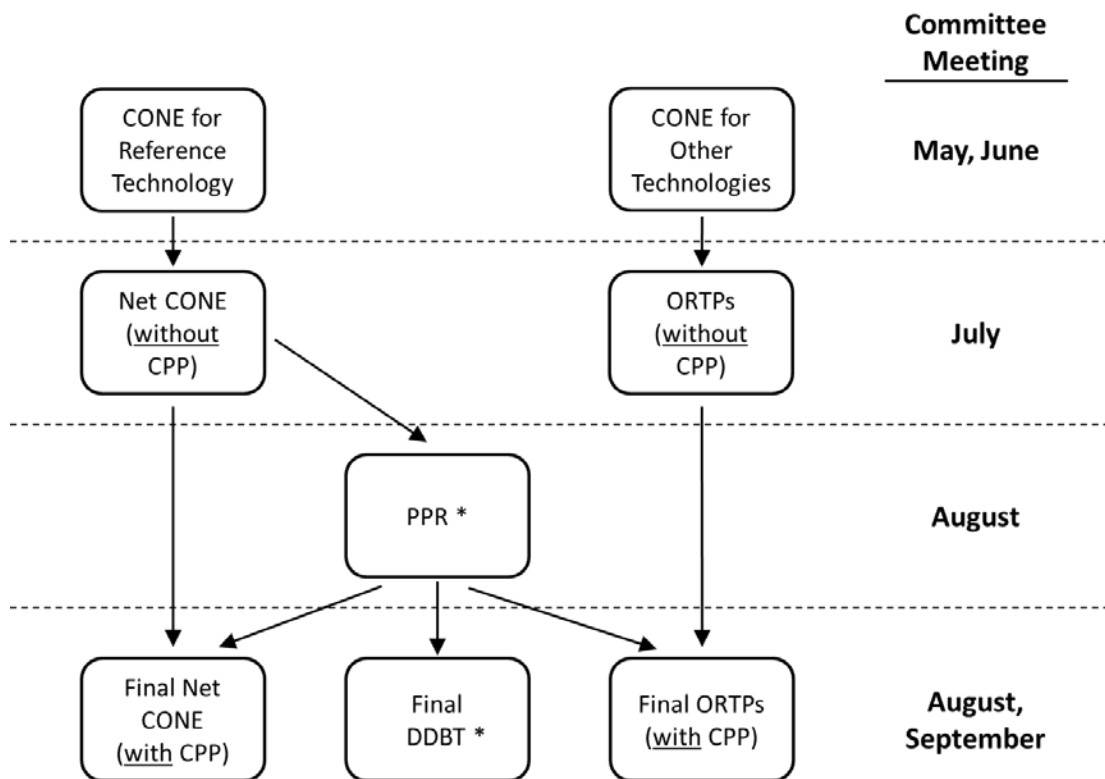 Committee
Meeting
CONE for
Reference
Technology
CONE for
Other
Technologies
May, June
Net CONE
(without
CPP)
ORTPs
(without
CPP)
July
PPR *
August
Final Net
CONE
(with CPP)
Final
DDBT *
Final ORTPs
(with CPP)
August,
September